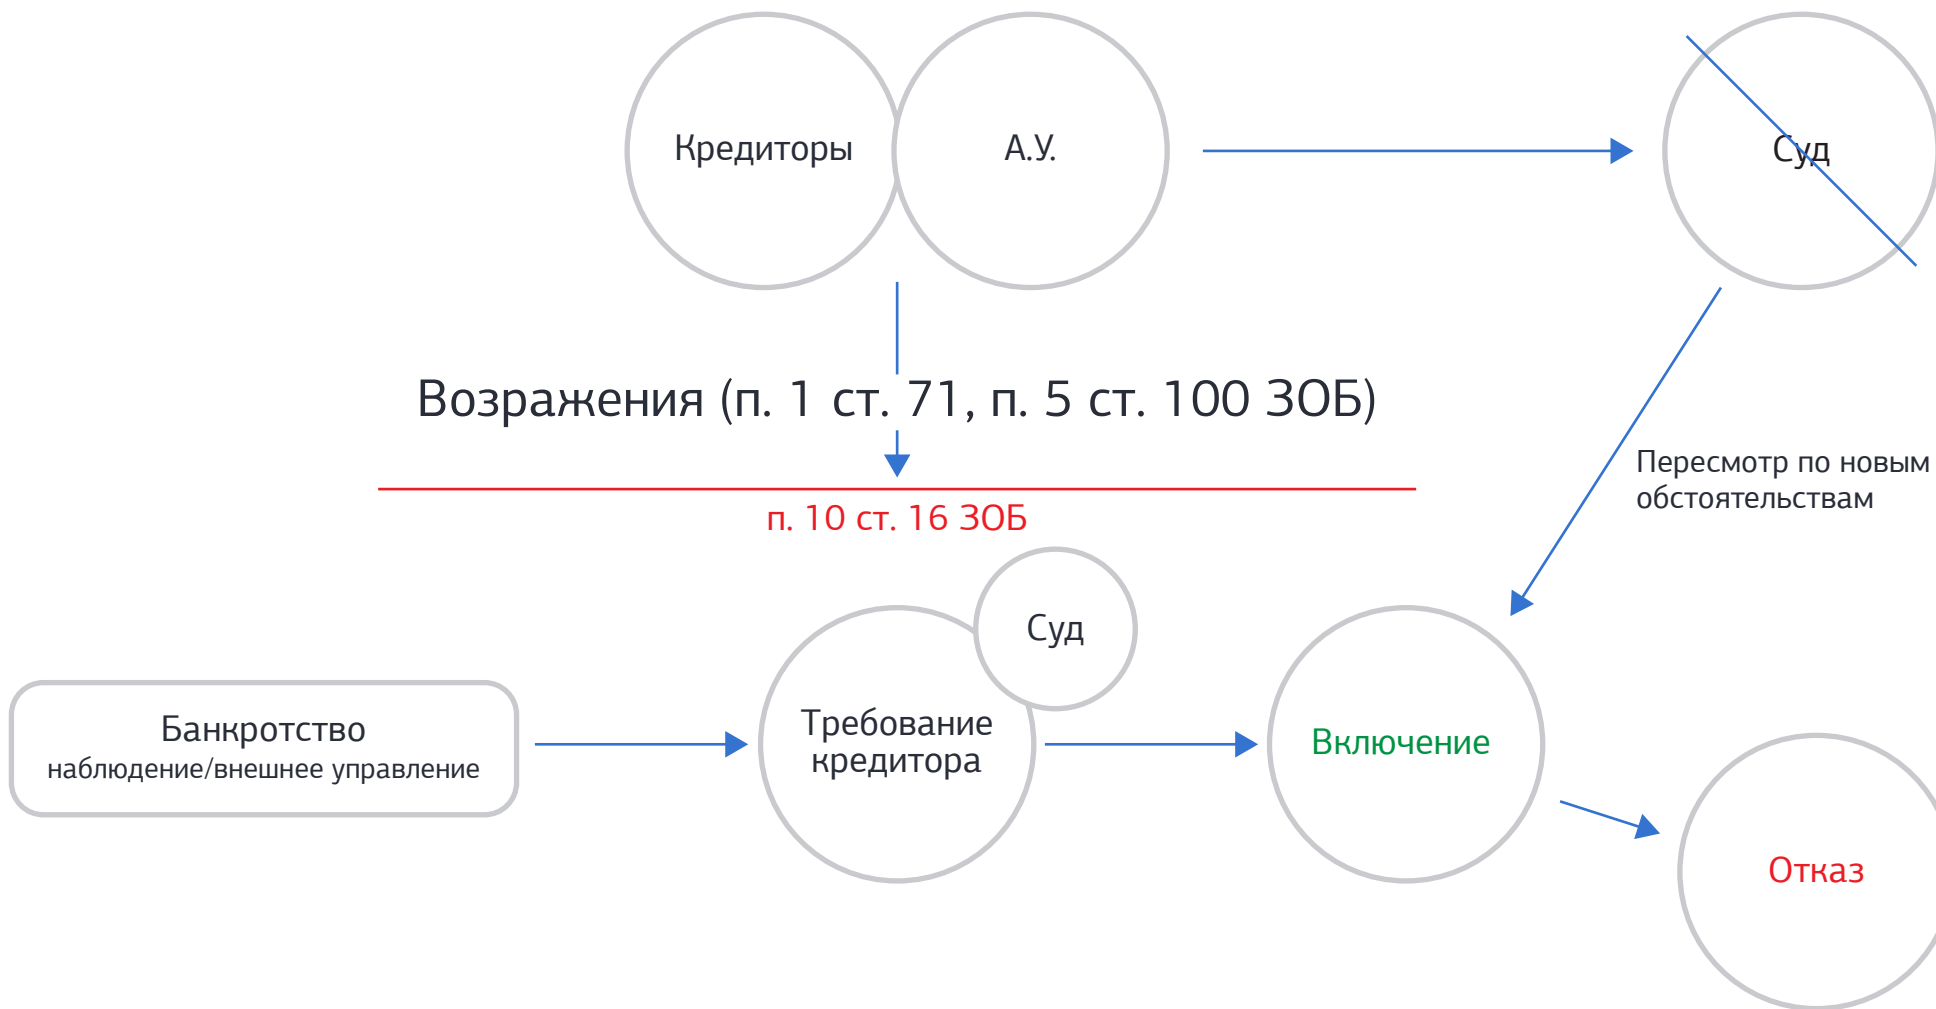 Кредиторы
А.У.
Суд
Возражения (п. 1 ст. 71, п. 5 ст. 100 ЗОБ)
Пересмотр по новым
обстоятельствам
п. 10 ст. 16 ЗОБ
Суд
Банкротство
наблюдение/внешнее управление
Требование
кредитора
Включение
Отказ